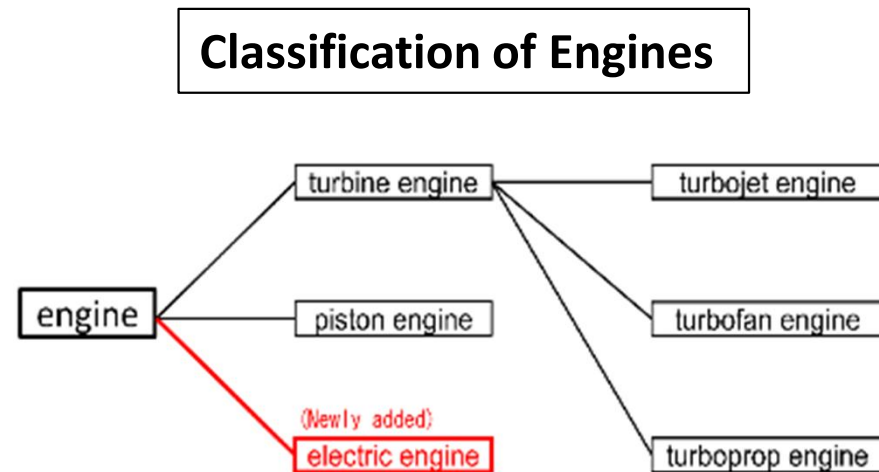 Classification of Engines
turbine engine
turbojet engine
engine
piston engine
turbofan engine
(Newly added)
electric engine
turboprop engine